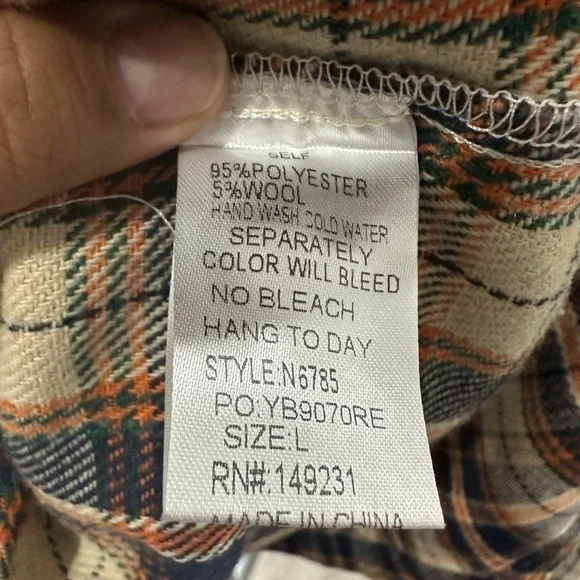 SELF
95%POLYESTER
5%WOOL
HAND WASH COLD WATER
SEPARATELY
COLOR WILL BLEED
NO BLEACH
HANG TO DAY
STYLE:N6785
PO:YB9070RE
SIZE:L
RN#:149231
MADE IN CHINA